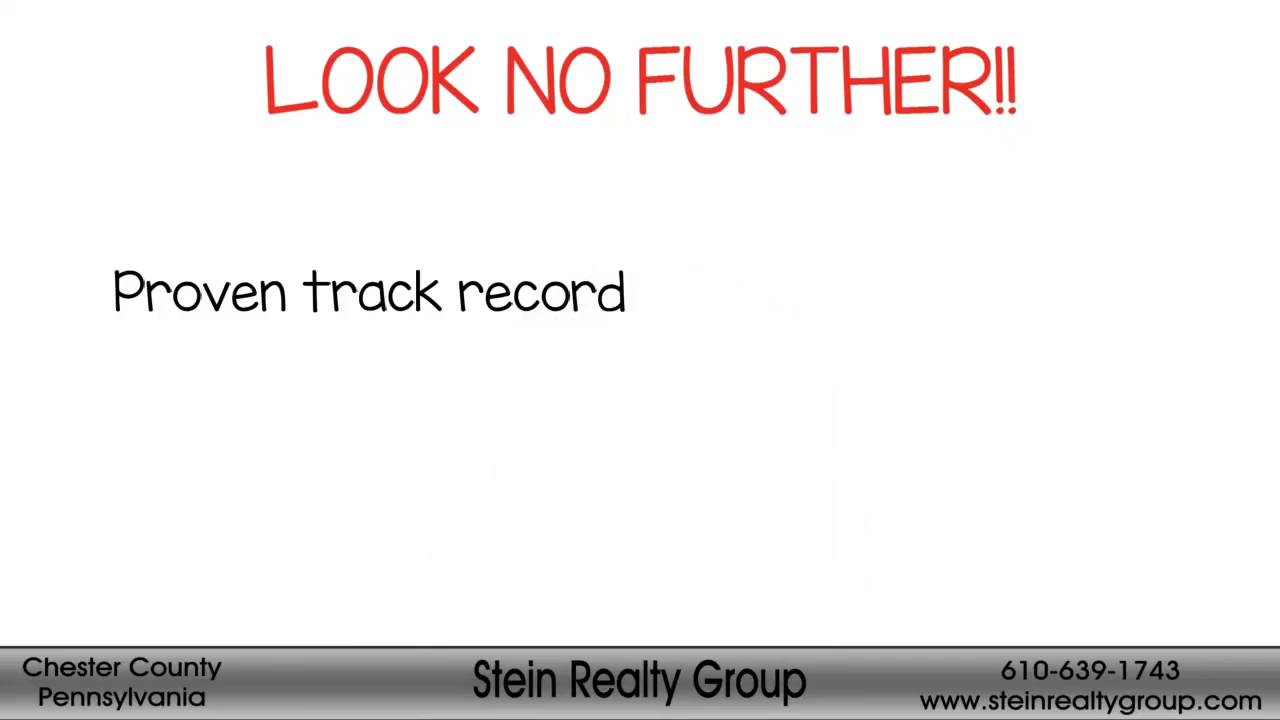 LOOK NO FURTHER!!
Proven track record
Chester County
Pennsylvania
Stein Realty Group
610-639-1743
www.steinrealtygroup.com